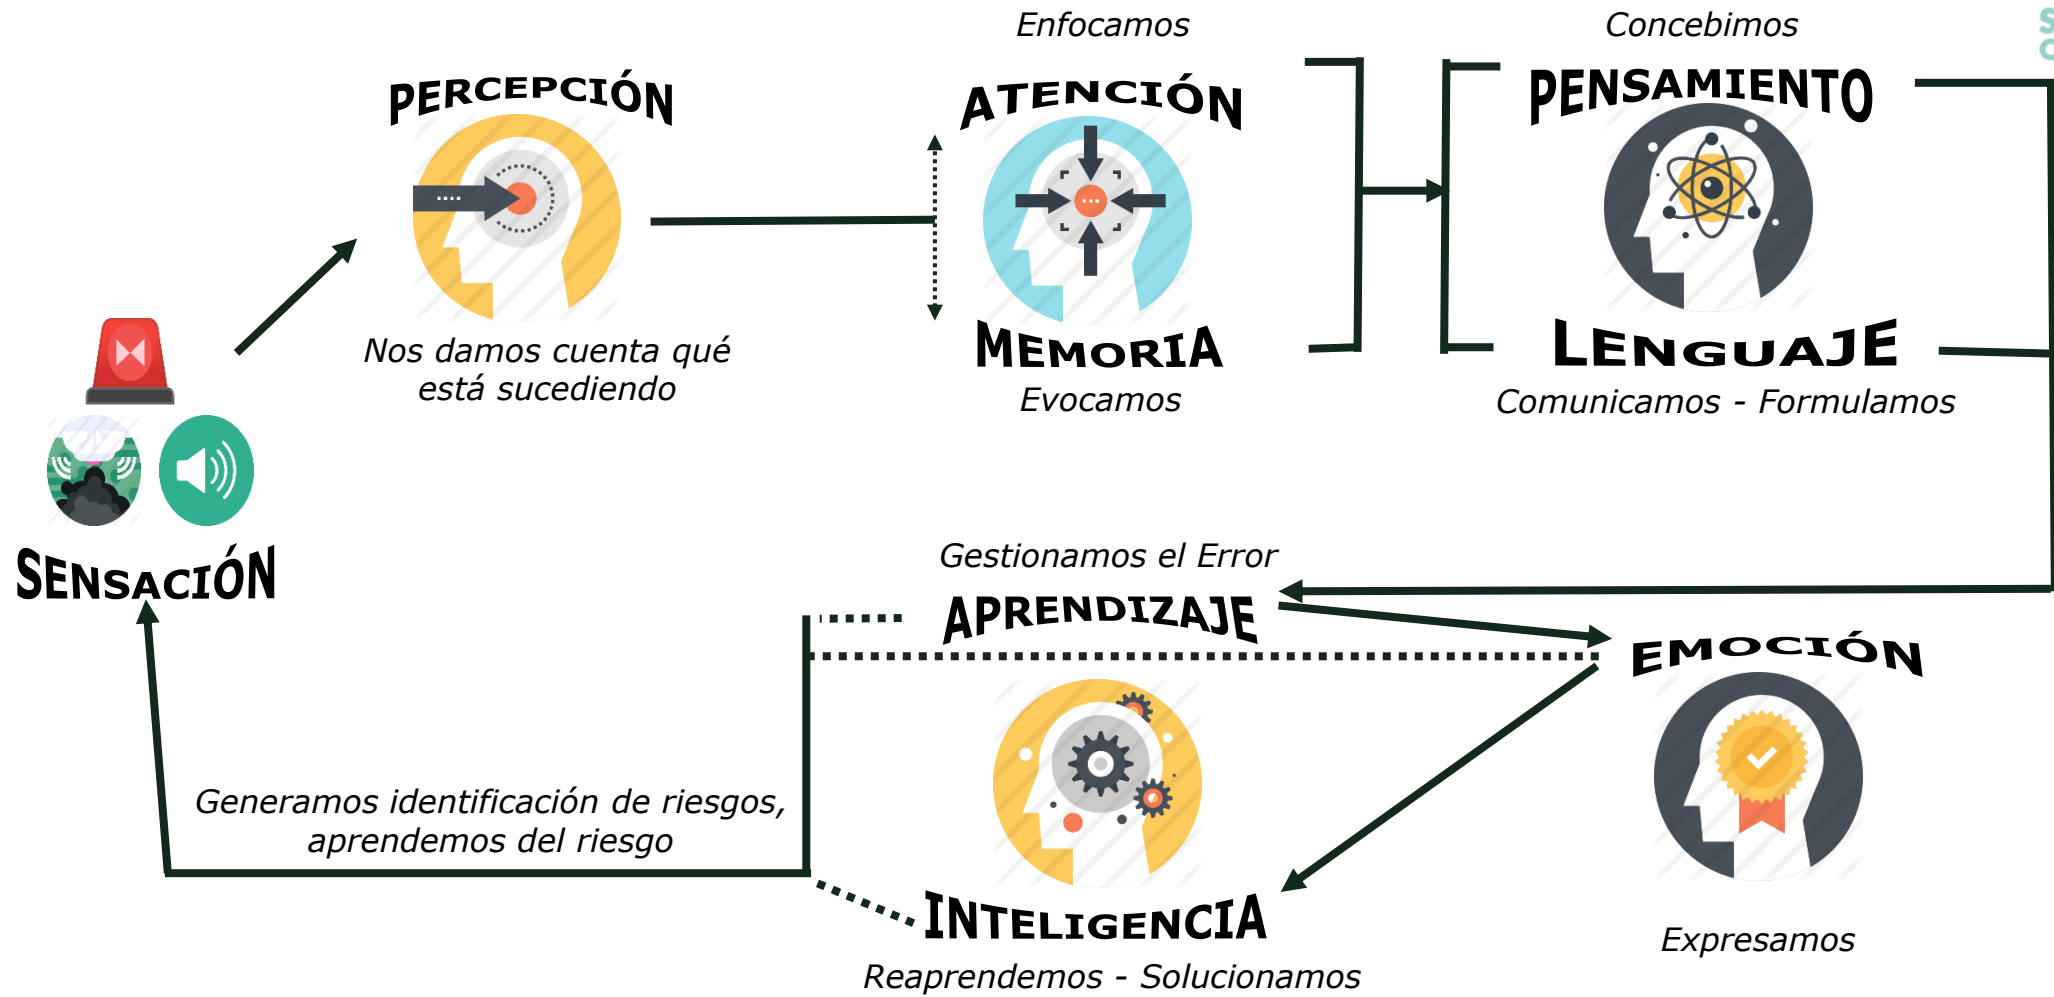 Enfocamos
Concebimos
PERCEPCIÓN
ATENCIÓN
PENSAMIENTO
Nos damos cuenta qué
está sucediendo
MEMORIA
Evocamos
LENGUAJE
Comunicamos - Formulamos
SENSACIÓN
Gestionamos el Error
APRENDIZAJE
EMOCIÓN
Generamos identificación de riesgos,
aprendemos del riesgo
INTELIGENCIA
Reaprendemos - Solucionamos
Expresamos